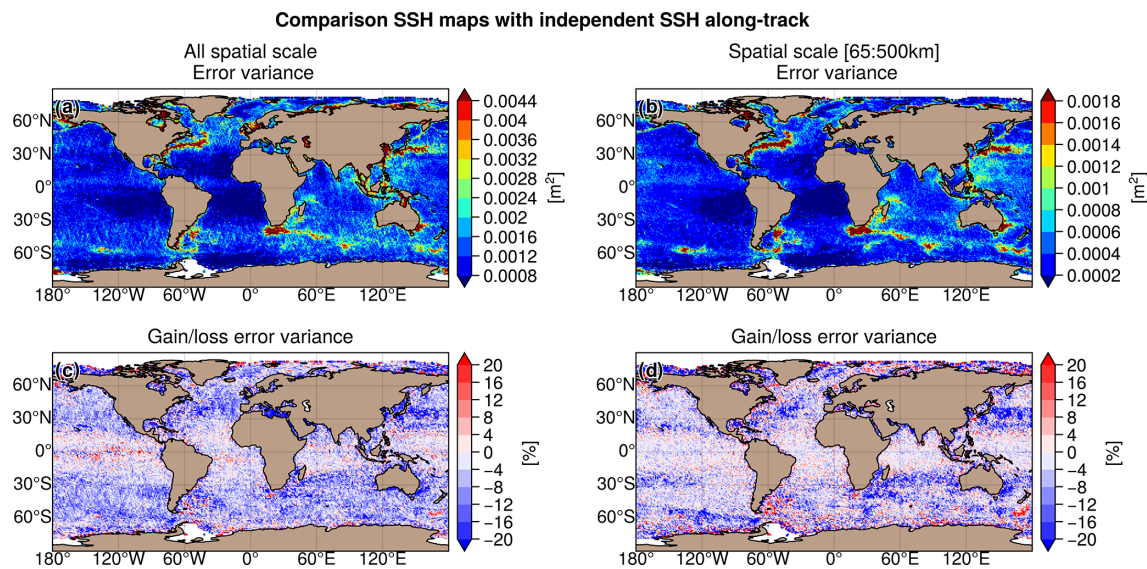 Comparison SSH maps with independent SSH along-track
All spatial scale
Error variance
(a)
60°N
30°N
0°
30°S
60°S
180°
120°W
60°W
0°
60°E
120°E
0.0044
0.004
0.0036
0.0032
0.0028
0.0024
0.002
0.0016
0.0012
0.0008
[m²]
Spatial scale [65:500km]
Error variance
(b)
60°N
30°N
0°
30°S
60°S
180°
120°W
60°W
0°
60°E
120°E
0.0018
0.0016
0.0014
0.0012
0.001
0.0008
0.0006
0.0004
0.0002
[m²]
Gain/loss error variance
(c)
60°N
30°N
0°
30°S
60°S
180°
120°W
60°W
0°
60°E
120°E
20
16
12
8
4
−4
−8
−12
−16
−20
[%]
Gain/loss error variance
(d)
60°N
30°N
0°
30°S
60°S
180°
120°W
60°W
0°
60°E
120°E
20
16
12
8
4
−4
−8
−12
−16
−20
[%]